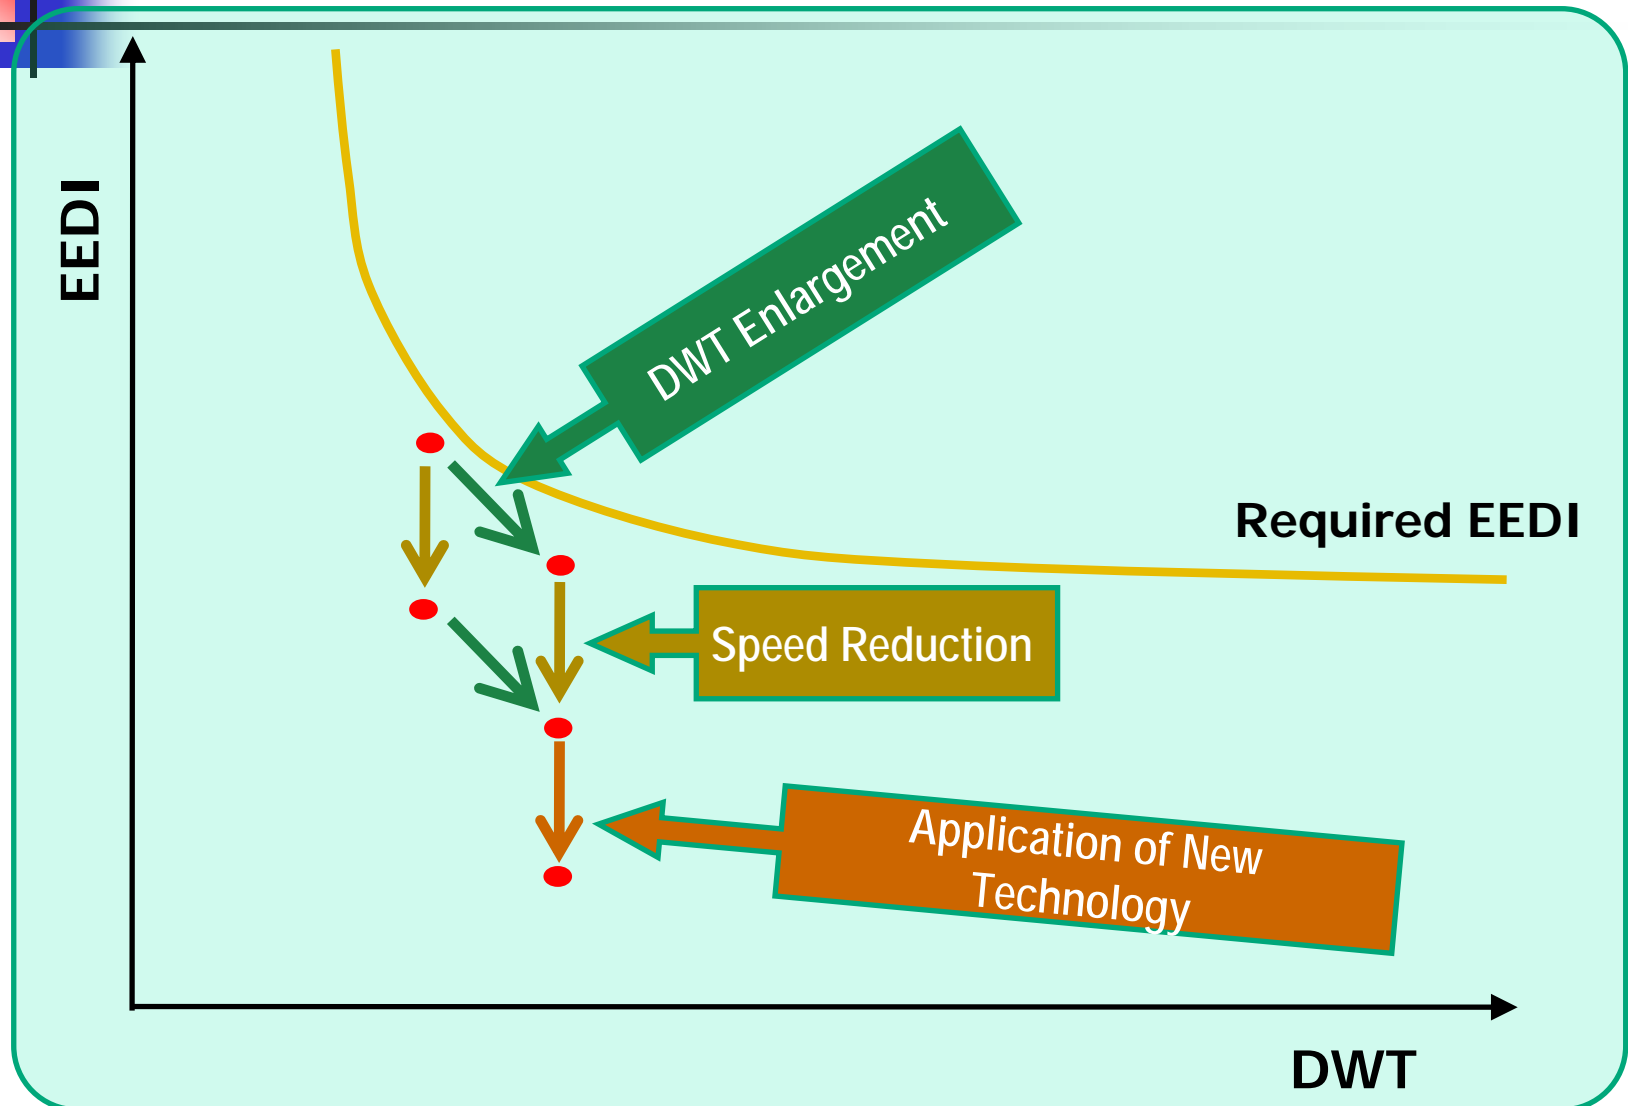 EEDI
DWT Enlargement
Required EEDI
Speed Reduction
Application of New
Technology
DWT